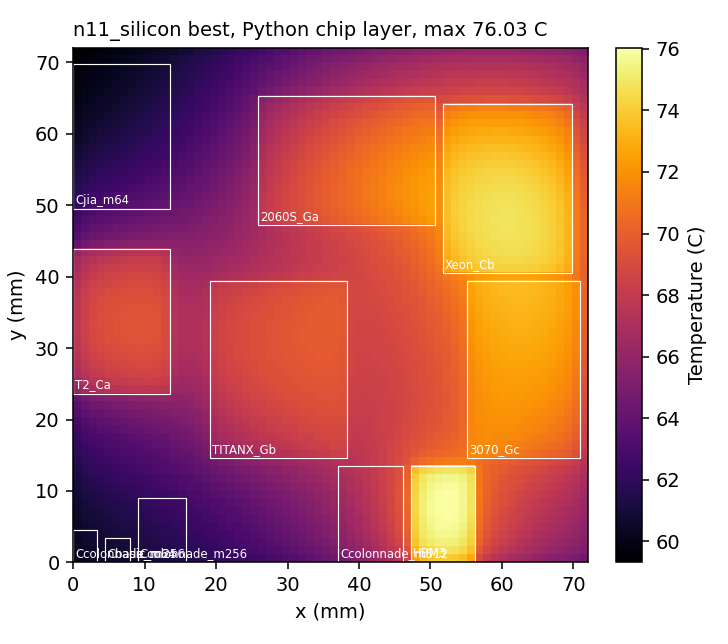 n11_silicon best, Python chip layer, max 76.03 C
70
60
50
40
30
20
10
0
y (mm)
Cjia_m64
2060S_Ga
Xeon_Cb
T2_Ca
TITANX_Gb
3070_Gc
Ccolonnade_m512
0
10
20
30
40
50
60
70
x (mm)
76
74
72
70
68
66
64
62
60
Temperature (C)